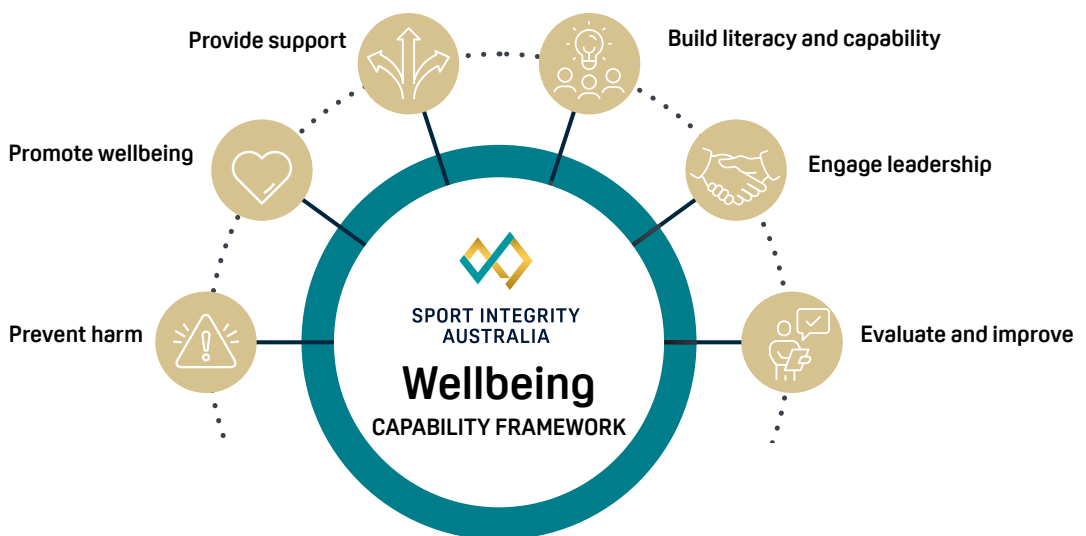 Provide support
Build literacy and capability
Promote wellbeing
Engage leadership
Prevent harm
Evaluate and improve
SPORT INTEGRITY
AUSTRALIA
Wellbeing
CAPABILITY FRAMEWORK